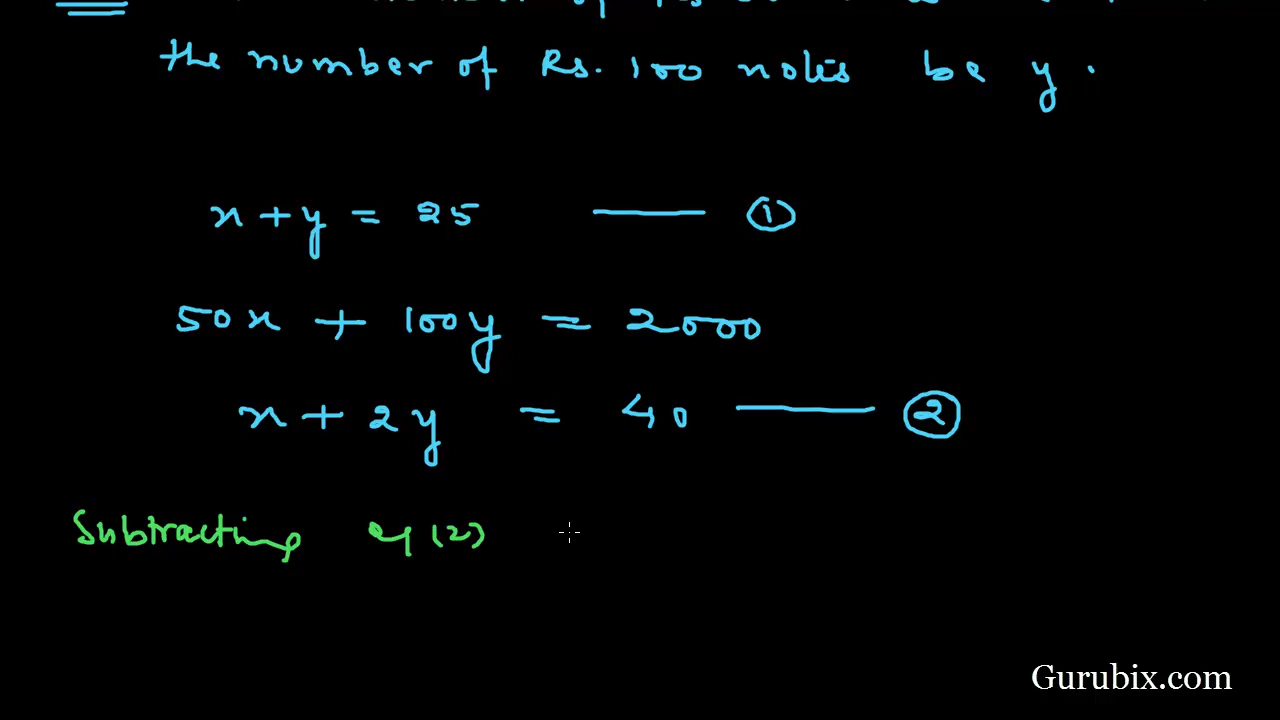 the number of Rs. 100 notes be y.
x + y = 25 —— ①
50x + 100y = 2000
x + 2y = 40 —— ②
Subtracting eq (2)
Gurubix.com